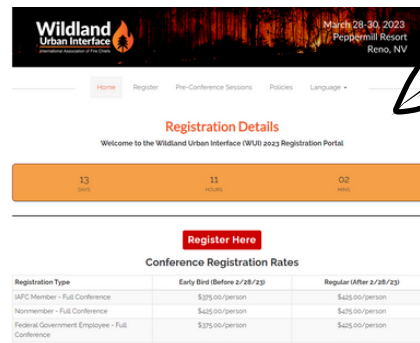 Wildland
Urban Interface
International Association of Fire Chiefs
March 28-30, 2023
Peppermill Resort
Reno, NV
Home Register Pre-Conference Sessions Policies Language
Registration Details
Welcome to the Wildland Urban Interface (WUI) 2023 Registration Portal
13 11 02
DAYS HOURS MINS
Register Here
Conference Registration Rates
Registration Type Early Bird (Before 2/28/23) Regular (After 2/28/23)
IAFC Member - Full Conference $375.00/person $425.00/person
Nonmember - Full Conference $425.00/person $475.00/person
Federal Government Employee - Full $375.00/person $425.00/person
Conference